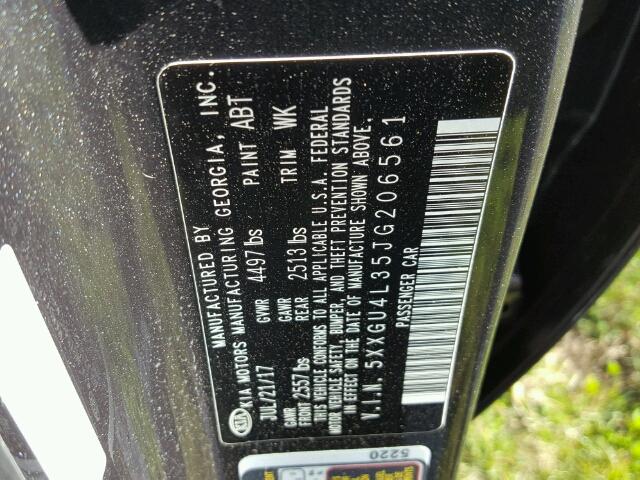 MANUFACTURED BY
KIA KIA MOTORS MANUFACTURING GEORGIA, INC.
JUL/21/17 GVWR 4497 lbs PAINT ABT
GAWR FRONT 2557 lbs GAWR REAR 2513 lbs TRIM WK
THIS VEHICLE CONFORMS TO ALL APPLICABLE U.S.A. FEDERAL
MOTOR VEHICLE SAFETY, BUMPER, AND THEFT PREVENTION STANDARDS
IN EFFECT ON THE DATE OF MANUFACTURE SHOWN ABOVE.
V.I.N. 5XXGU4L35JG206561
PASSENGER CAR
5220